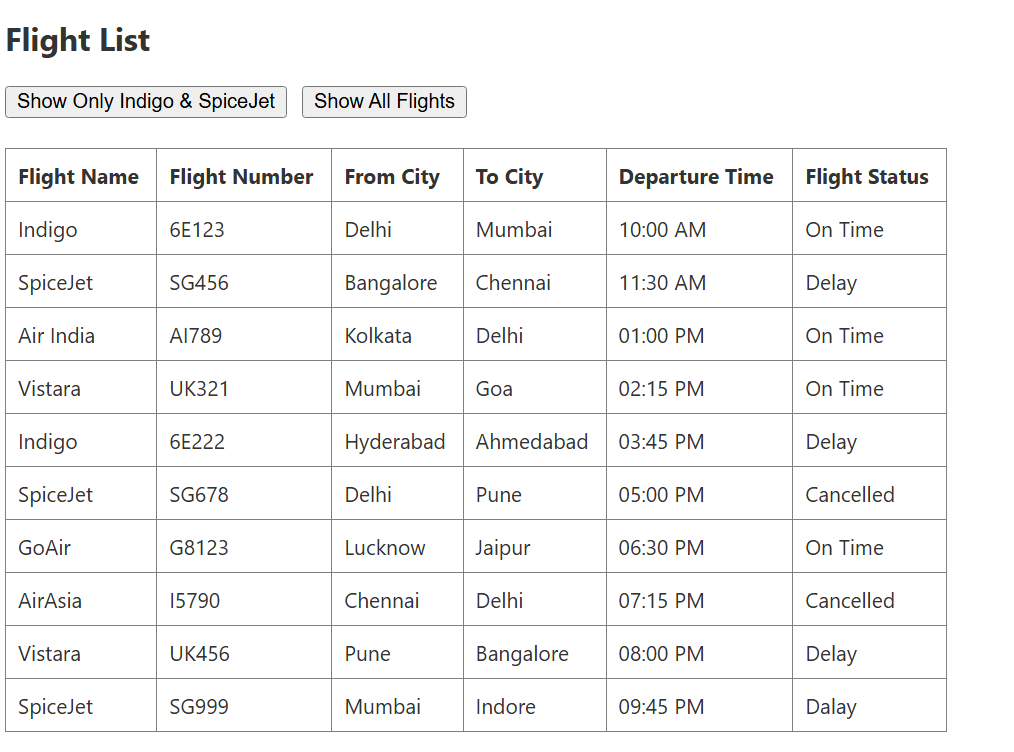 Flight List
Show Only Indigo & SpiceJet Show All Flights
Flight Name Flight Number From City To City Departure Time Flight Status
Indigo 6E123 Delhi Mumbai 10:00 AM On Time
SpiceJet SG456 Bangalore Chennai 11:30 AM Delay
Air India AI789 Kolkata Delhi 01:00 PM On Time
Vistara UK321 Mumbai Goa 02:15 PM On Time
Indigo 6E222 Hyderabad Ahmedabad 03:45 PM Delay
SpiceJet SG678 Delhi Pune 05:00 PM Cancelled
GoAir G8123 Lucknow Jaipur 06:30 PM On Time
AirAsia I5790 Chennai Delhi 07:15 PM Cancelled
Vistara UK456 Pune Bangalore 08:00 PM Delay
SpiceJet SG999 Mumbai Indore 09:45 PM Dalay